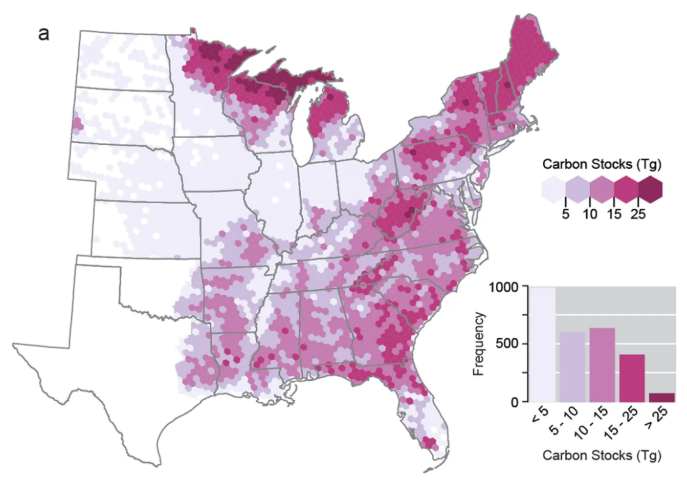 a
Carbon Stocks (Tg)
5 10 15 25
1000
500
0
Frequency
< 5
5 - 10
10 - 15
15 - 25
> 25
Carbon Stocks (Tg)